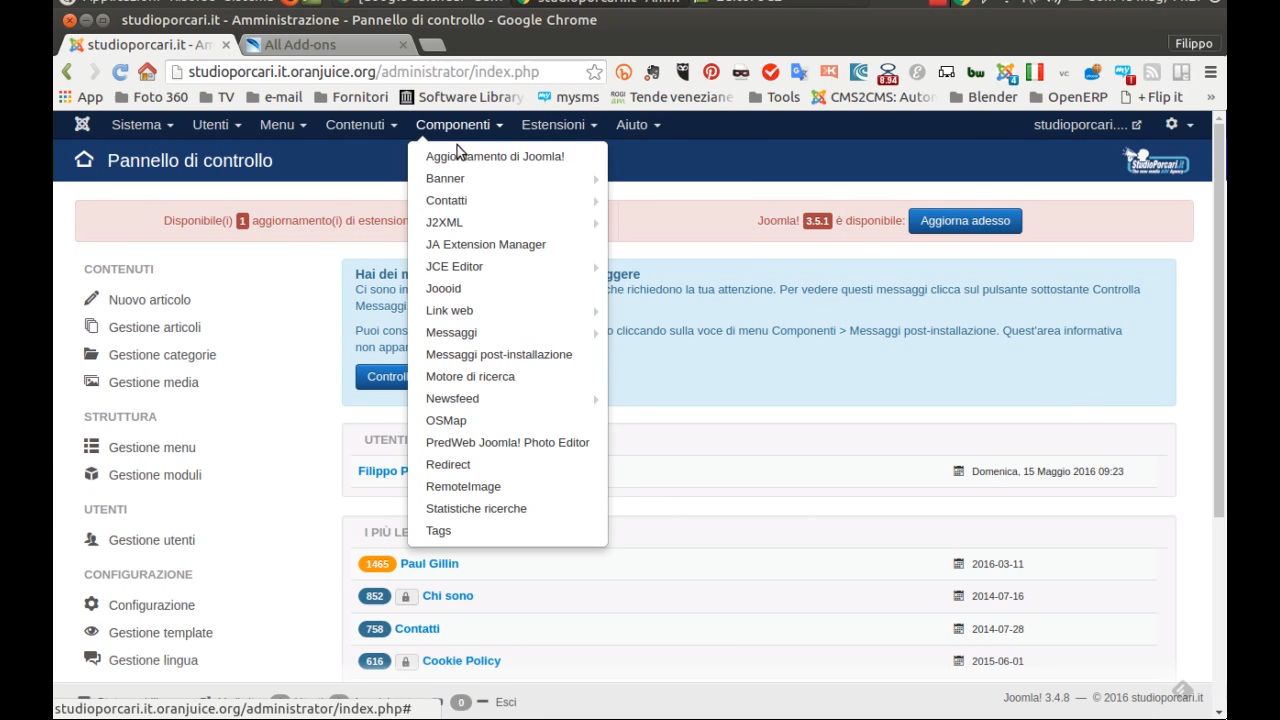 studioporcari.it - Amministrazione - Pannello di controllo - Google Chrome
studioporcari.it - Am
All Add-ons
Filippo
studioporcari.it.oranjuice.org/administrator/index.php
8.94
bw
vc
App
Foto 360
TV
e-mail
Fornitori
Software Library
mysms
Tende veneziane
Tools
CMS2CMS: Autor
Blender
OpenERP
+ Flip it
»
Sistema
Utenti
Menu
Contenuti
Componenti
Estensioni
Aiuto
studioporcari....
Pannello di controllo
StudioPorcari.it
Aggiornamento di Joomla!
Banner
Contatti
J2XML
JA Extension Manager
JCE Editor
Joooid
Link web
Messaggi
Messaggi post-installazione
Motore di ricerca
Newsfeed
OSMap
PredWeb Joomla! Photo Editor
Redirect
RemoteImage
Statistiche ricerche
Tags
Disponibile(i) 1 aggiornamento(i) di estension
Joomla! 3.5.1 è disponibile: Aggiorna adesso
CONTENUTI
Nuovo articolo
Gestione articoli
Gestione categorie
Gestione media
STRUTTURA
Gestione menu
Gestione moduli
UTENTI
Gestione utenti
CONFIGURAZIONE
Configurazione
Gestione template
Gestione lingua
Hai dei m ggere
Ci sono in che richiedono la tua attenzione. Per vedere questi messaggi clicca sul pulsante sottostante Controlla
Messaggi
Puoi cons o cliccando sulla voce di menu Componenti > Messaggi post-installazione. Quest'area informativa
non appar
Controll
UTENTI
Filippo P
Domenica, 15 Maggio 2016 09:23
I PIÙ LE
1465 Paul Gillin 2016-03-11
852 Chi sono 2014-07-16
758 Contatti 2014-07-28
616 Cookie Policy 2015-06-01
0 Esci
Joomla! 3.4.8 — © 2016 studioporcari.it
studioporcari.it.oranjuice.org/administrator/index.php#